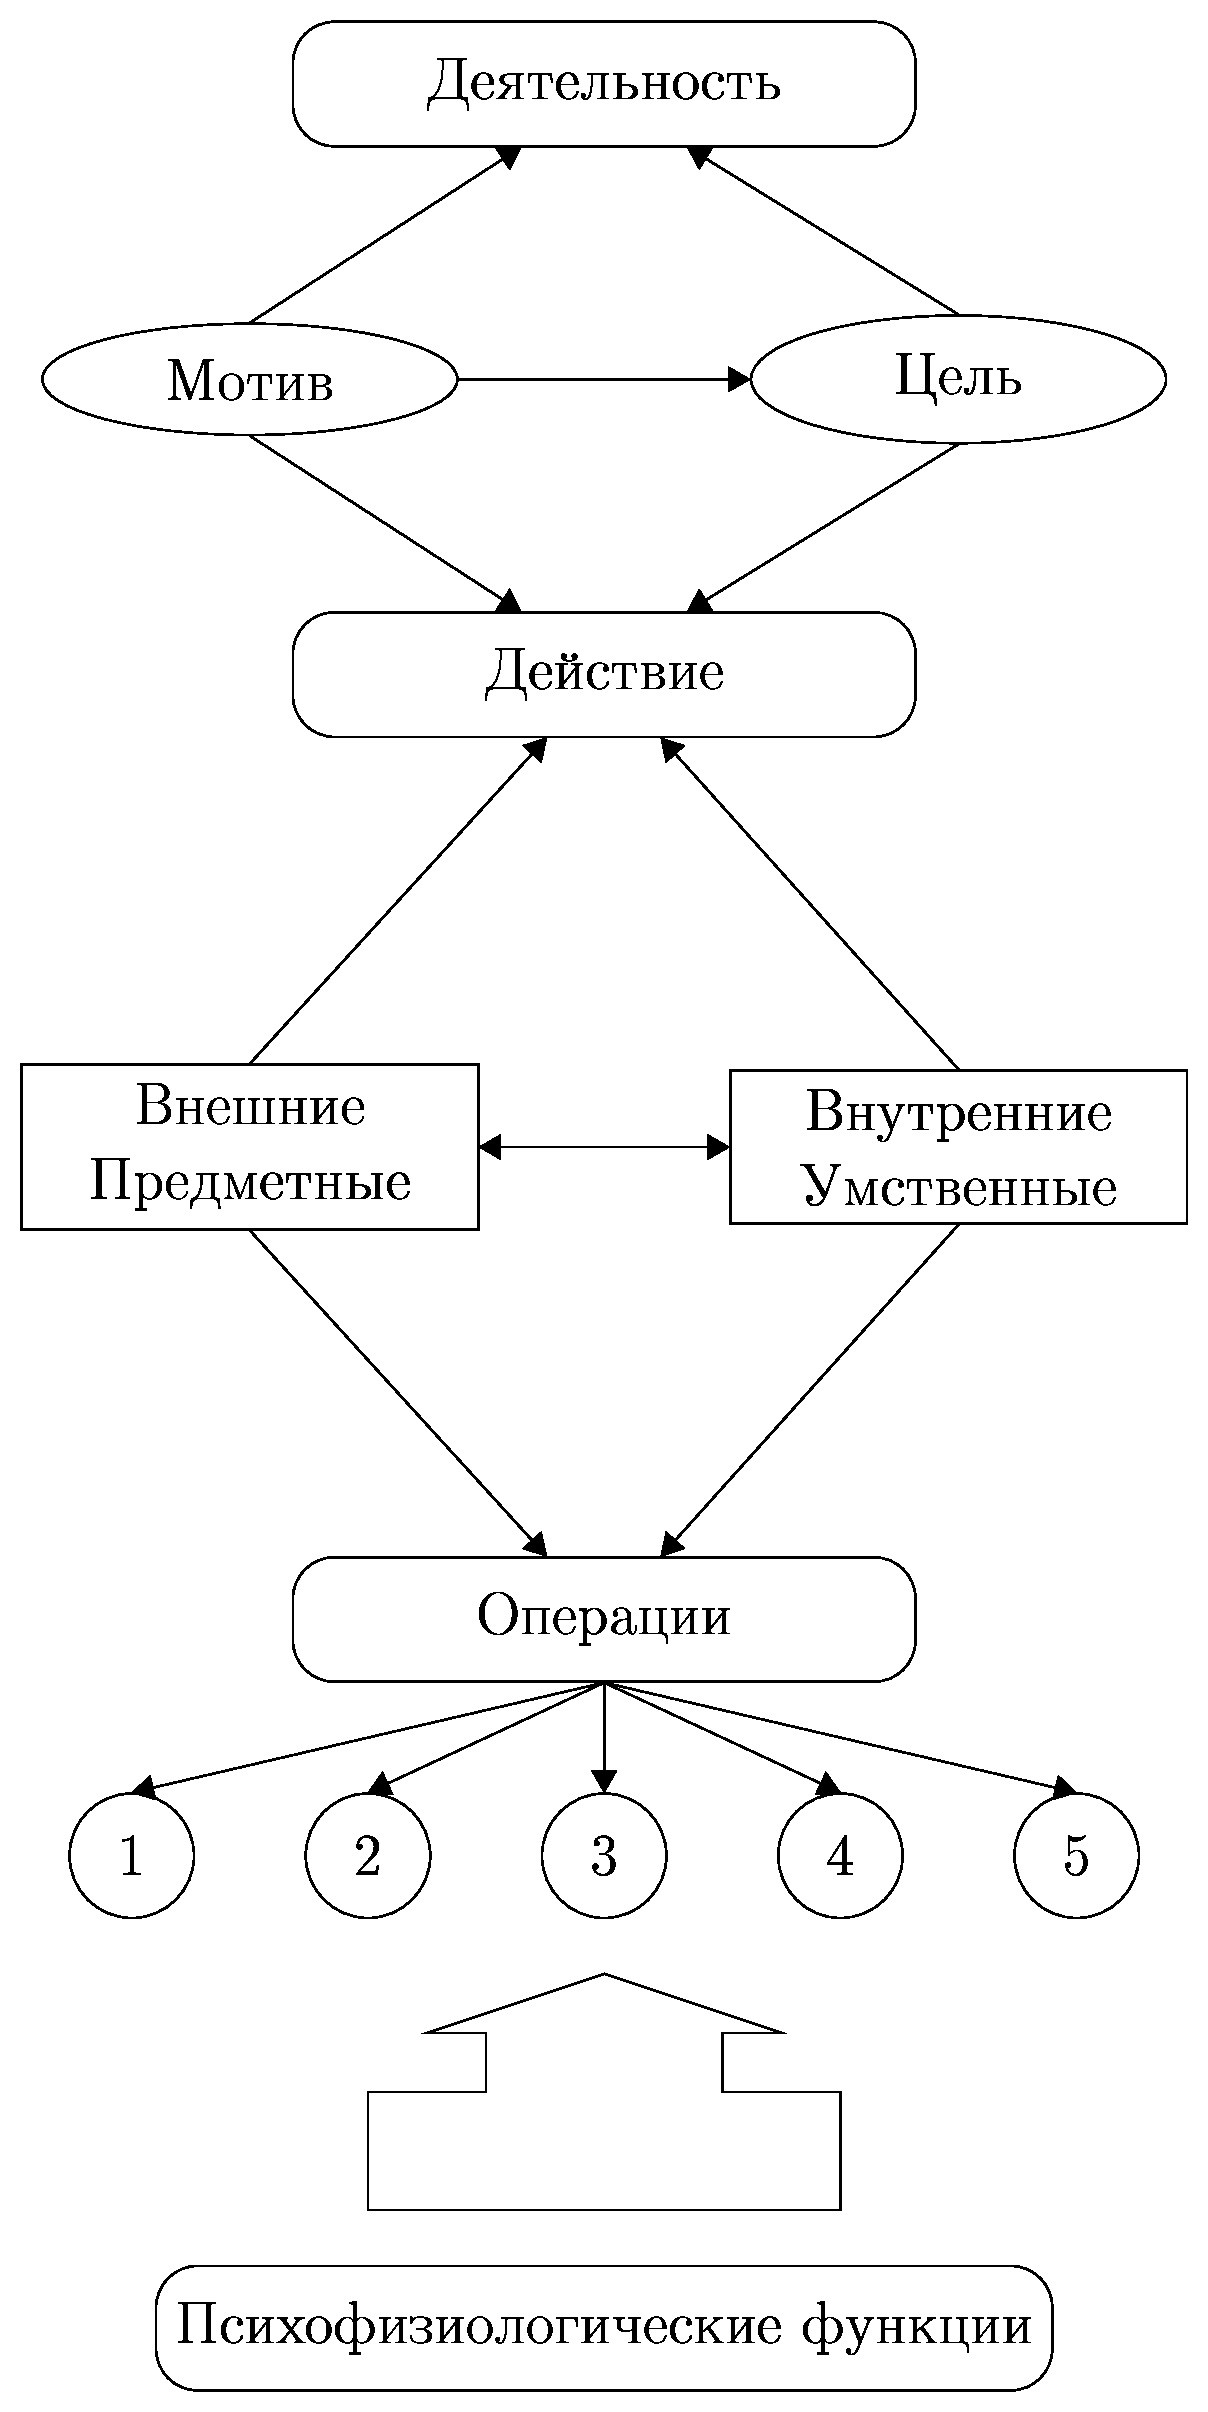 Деятельность
Мотив
Цель
Действие
Внешние
Предметные
Внутренние
Умственные
Операции
1
2
3
4
5
Психофизиологические функции